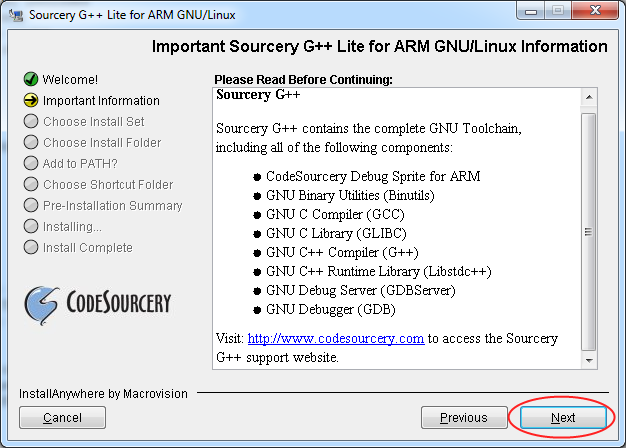 Sourcery G++ Lite for ARM GNU/Linux
Important Sourcery G++ Lite for ARM GNU/Linux Information
Welcome!
Important Information
Choose Install Set
Choose Install Folder
Add to PATH?
Choose Shortcut Folder
Pre-Installation Summary
Installing...
Install Complete
CODESOURCERY
Please Read Before Continuing:
Sourcery G++
Sourcery G++ contains the complete GNU Toolchain,
including all of the following components:
● CodeSourcery Debug Sprite for ARM
● GNU Binary Utilities (Binutils)
● GNU C Compiler (GCC)
● GNU C Library (GLIBC)
● GNU C++ Compiler (G++)
● GNU C++ Runtime Library (Libstdc++)
● GNU Debug Server (GDBServer)
● GNU Debugger (GDB)
Visit: http://www.codesourcery.com to access the Sourcery
G++ support website.
InstallAnywhere by Macrovision
Cancel
Previous
Next